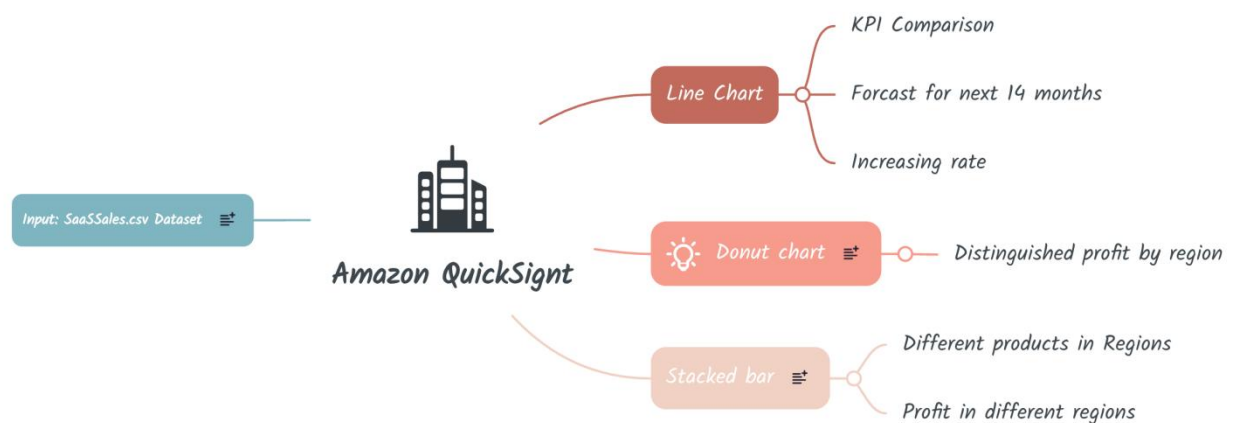 Input: SaaSSales.csv Dataset
Amazon QuickSignt
Line Chart
KPI Comparison
Forcast for next 14 months
Increasing rate
Donut chart
Distinguished profit by region
Stacked bar
Different products in Regions
Profit in different regions